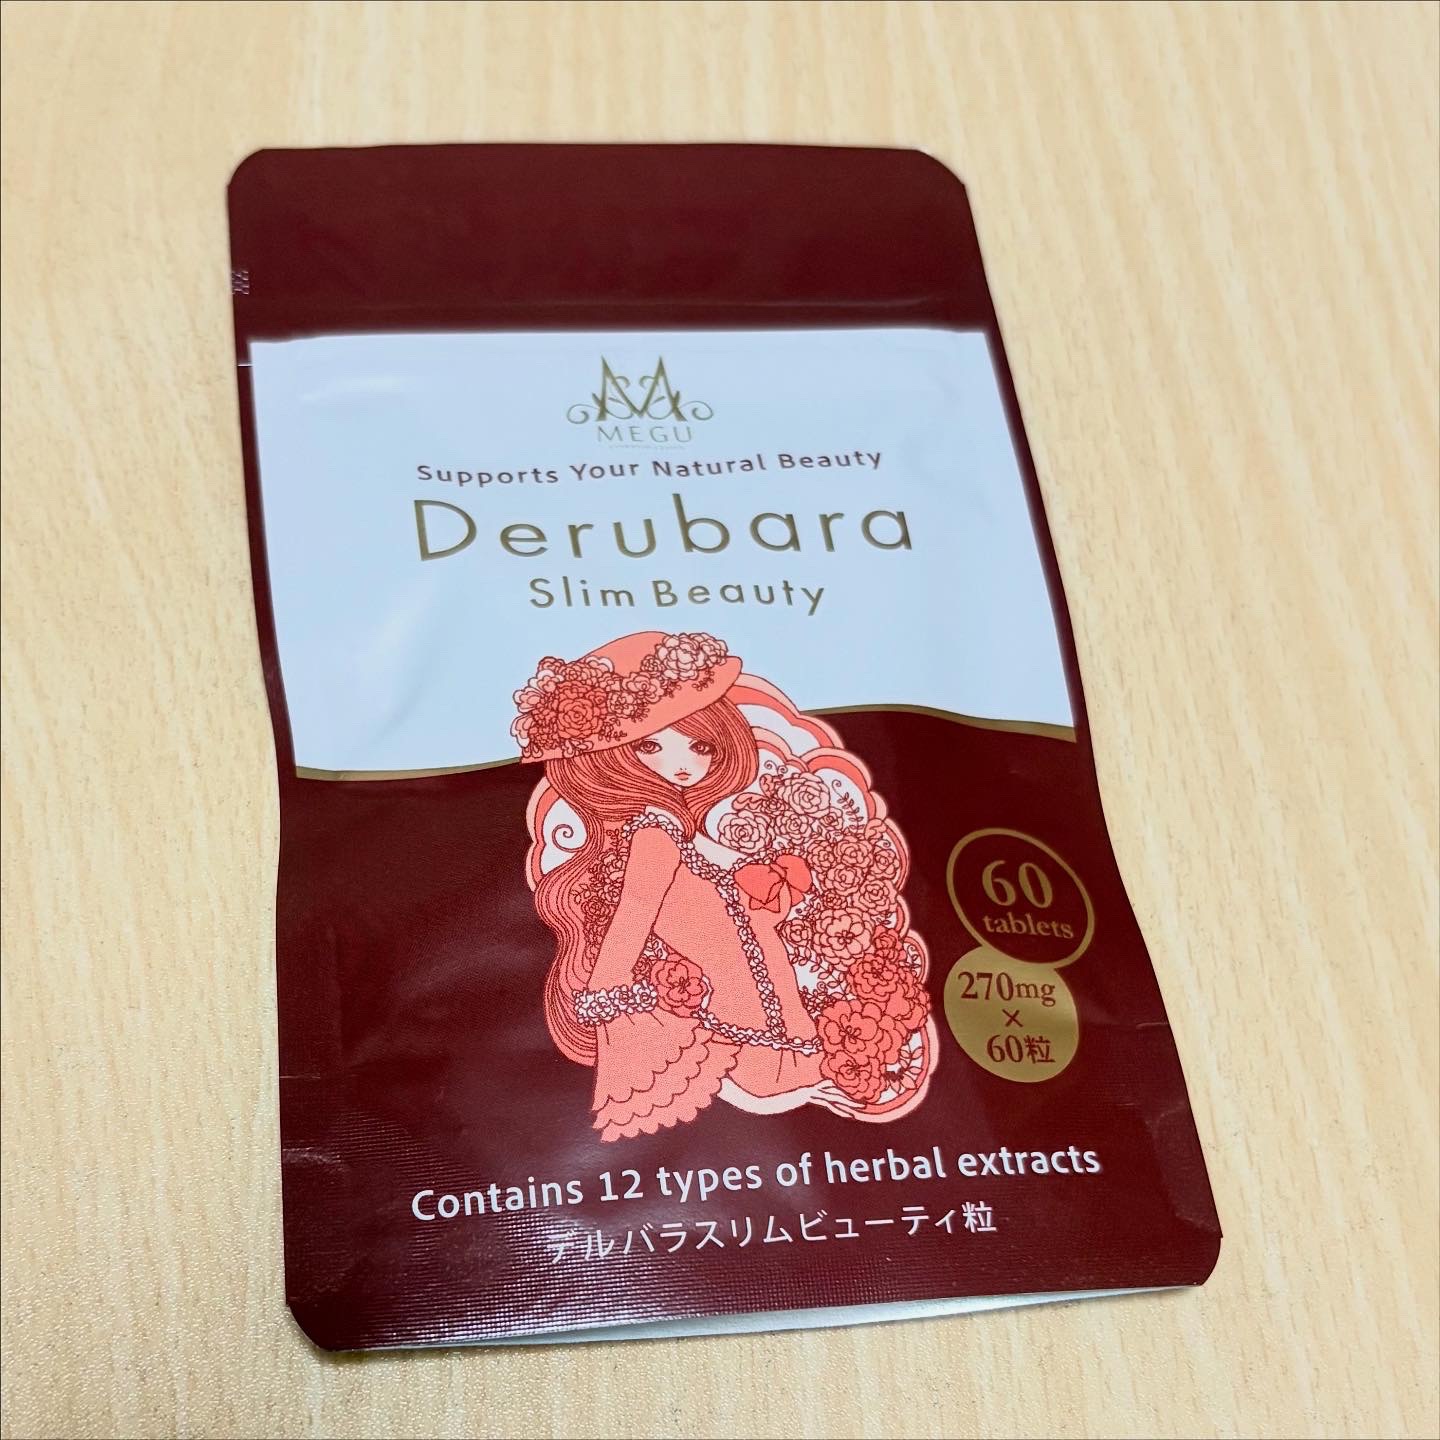 MEGU
Supports Your Natural Beauty
Derubara
Slim Beauty
60
tablets
270mg
×
60粒
Contains 12 types of herbal extracts
デルバラスリムビューティ粒